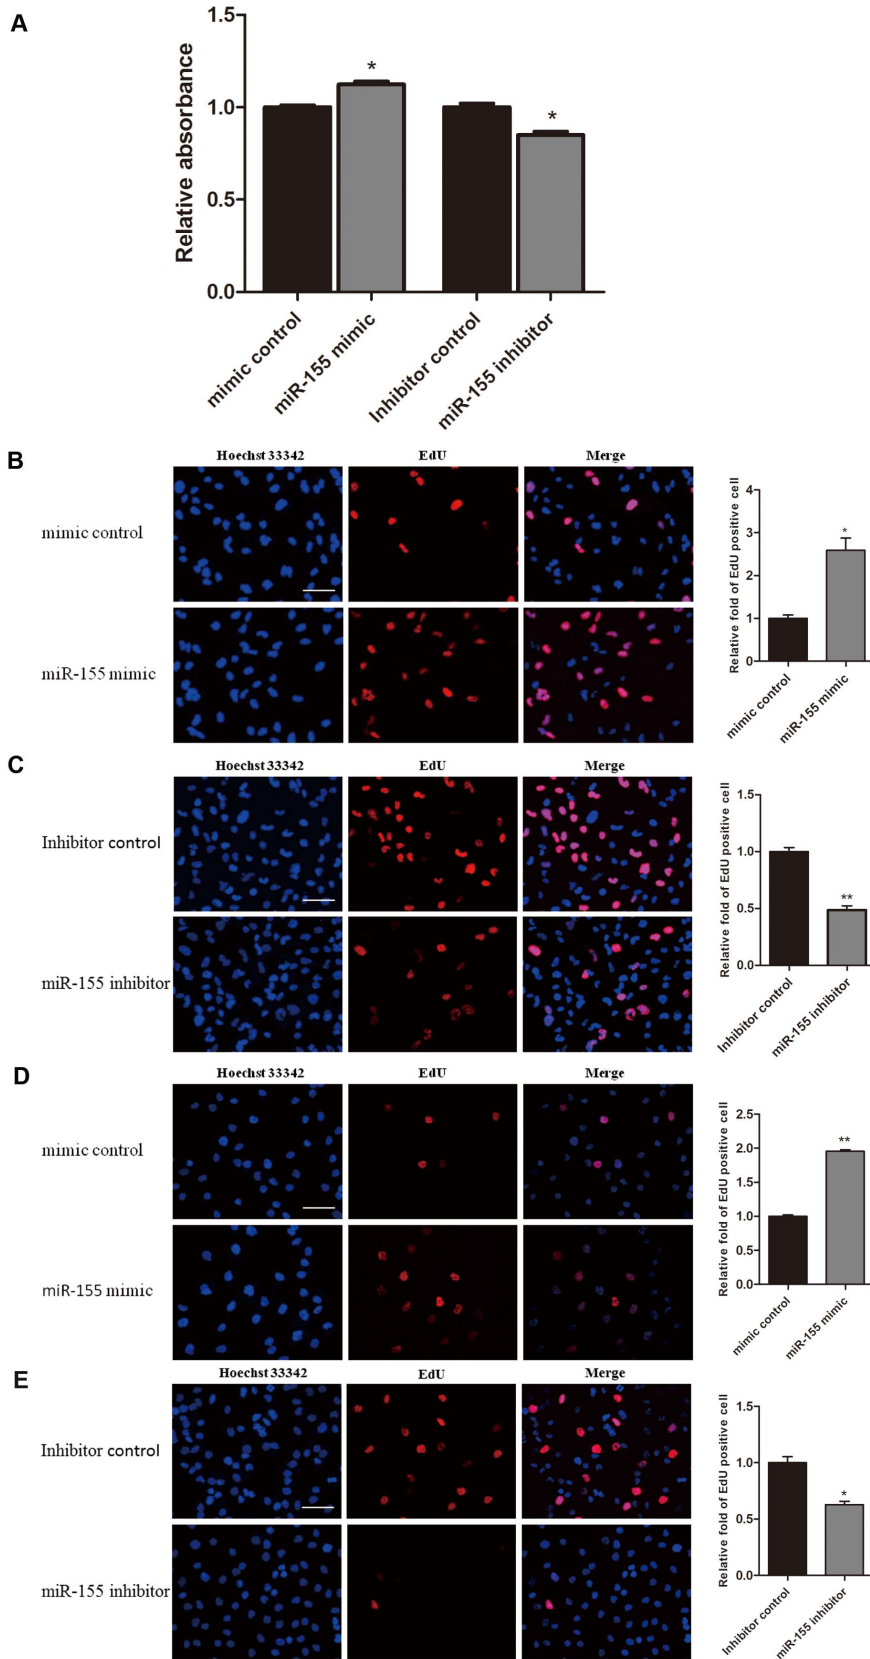 A
Relative absorbance
1.5
1.0
0.5
0.0
*
*
mimic control
miR-155 mimic
Inhibitor control
miR-155 inhibitor
B
Hoechst 33342
EdU
Merge
mimic control
miR-155 mimic
Relative fold of EdU positive cell
4
3
2
1
0
*
mimic control
miR-155 mimic
C
Hoechst 33342
EdU
Merge
Inhibitor control
miR-155 inhibitor
Relative fold of EdU positive cell
1.5
1.0
0.5
0.0
**
Inhibitor control
miR-155 inhibitor
D
Hoechst 33342
EdU
Merge
mimic control
miR-155 mimic
Relative fold of EdU positive cell
2.5
2.0
1.5
1.0
0.5
0.0
**
mimic control
miR-155 mimic
E
Hoechst 33342
EdU
Merge
Inhibitor control
miR-155 inhibitor
Relative fold of EdU positive cell
1.5
1.0
0.5
0.0
*
Inhibitor control
miR-155 inhibitor